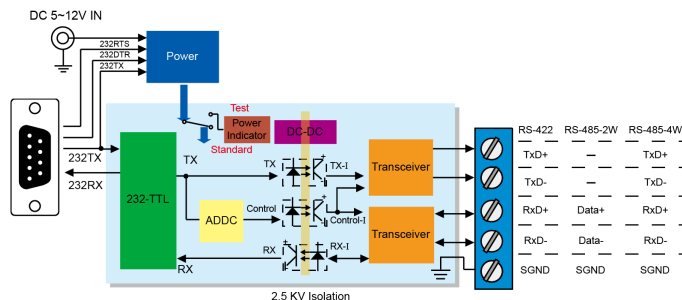 DC 5~12V IN
232RTS
232DTR
232TX
Power
Test
Power
Indicator
DC-DC
Standard
RS-422 RS-485-2W RS-485-4W
232TX
232RX
232-TTL
TX
TX
TX-I
Transceiver
TxD+ — TxD+
TxD- — TxD-
ADDC
Control
Control-I
Transceiver
RxD+ Data+ RxD+
RxD- Data- RxD-
RX
RX
RX-I
SGND SGND SGND
2.5 KV Isolation